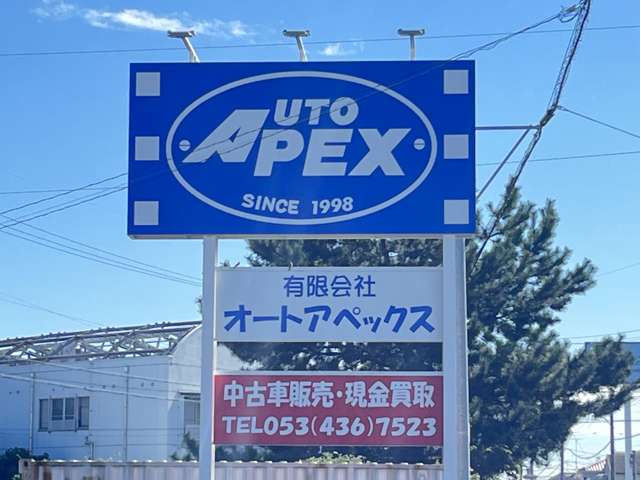 AUTO
APEX
SINCE 1998
有限会社
オートアペックス
中古車販売・現金買取
TEL053(436)7523